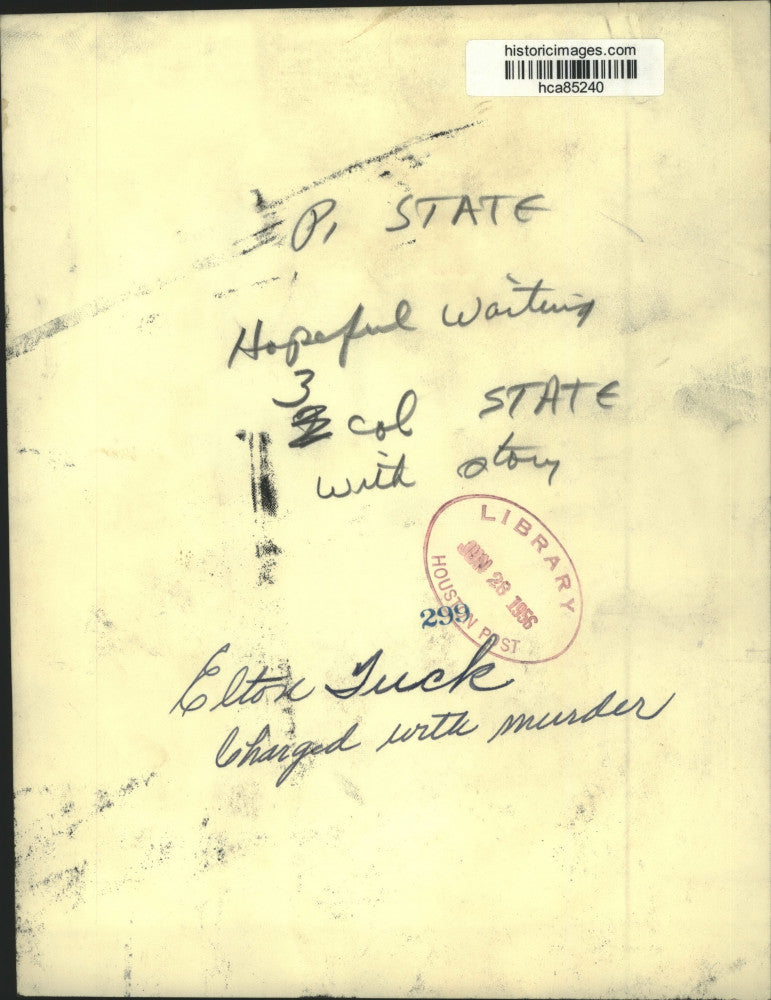 historicimages.com
hca85240
P, STATE
Hopeful Waiting
3
2 col STATE
with story
LIBRARY
JUN 28 1956
HOUSTON POST
299
Elton Tuck
Charged with murder